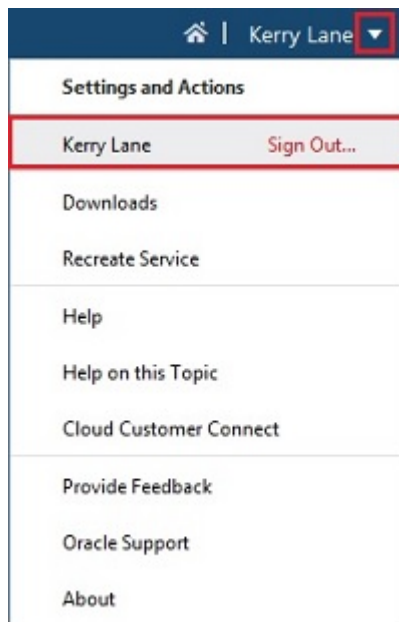 Kerry Lane
Settings and Actions
Kerry Lane Sign Out...
Downloads
Recreate Service
Help
Help on this Topic
Cloud Customer Connect
Provide Feedback
Oracle Support
About